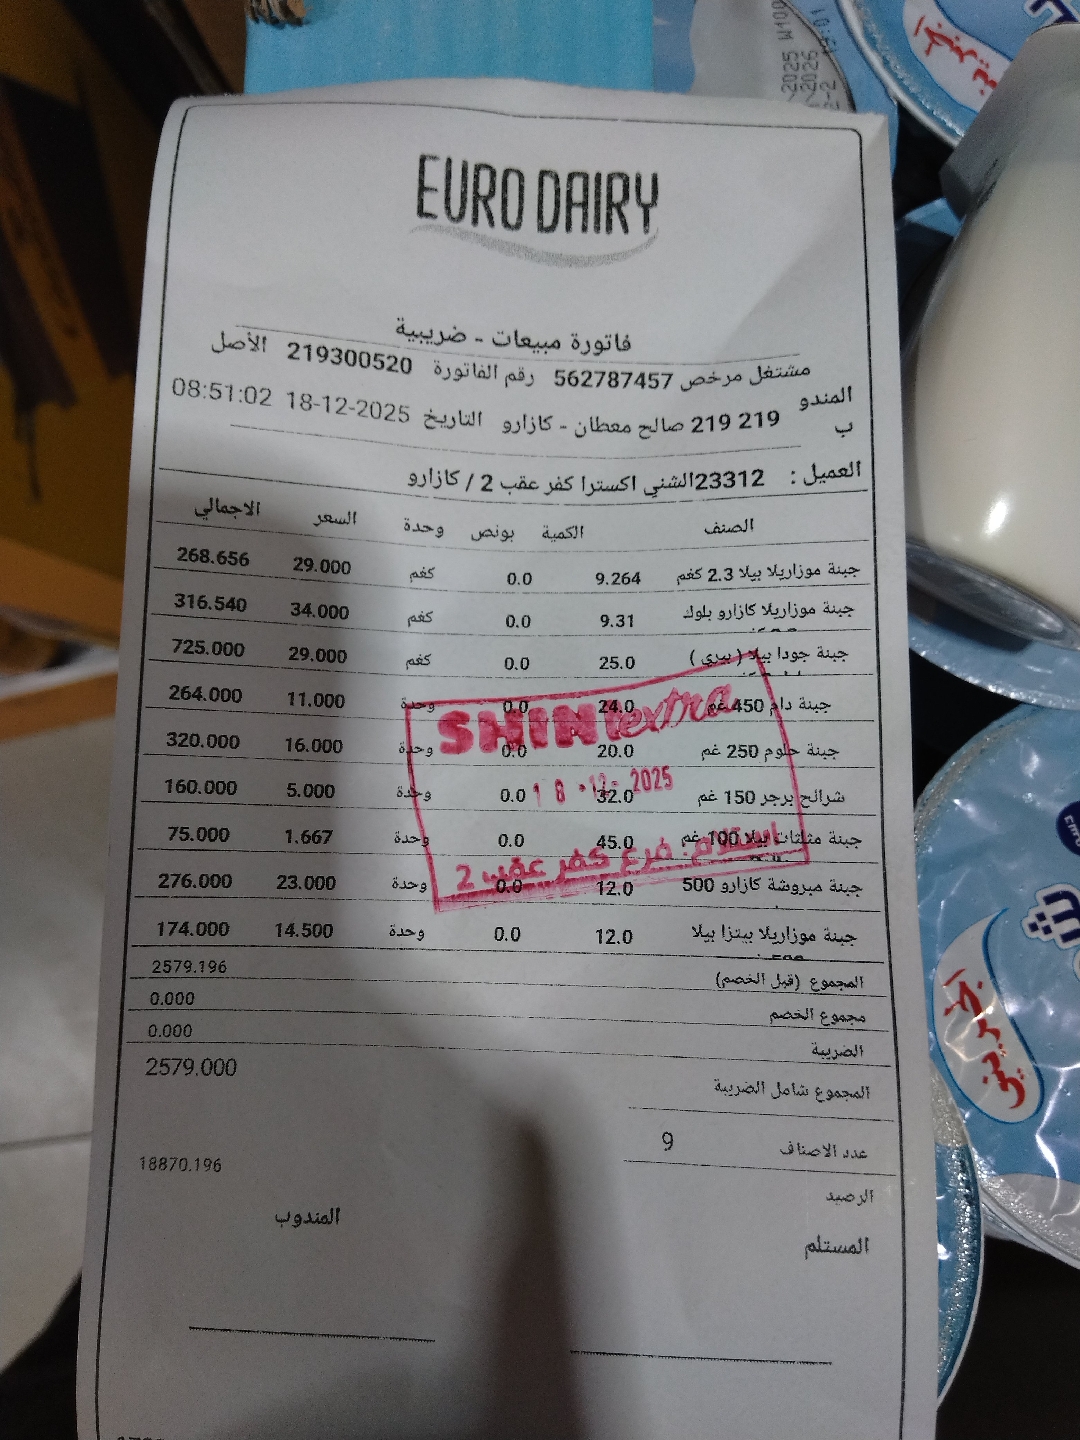 EURO DAIRY
فاتورة مبيعات - ضريبية
مشتغل مرخص 562787457 رقم الفاتورة 219300520 الأصل
المندوب 219 219 صالح معطان - كازارو التاريخ 18-12-2025 08:51:02
العميل : 23312الشني اكسترا كفر عقب 2 / كازارو
الصنف الكمية بونص وحدة السعر الاجمالي
جبنة موزاريلا بيلا 2.3 كغم 9.264 0.0 كغم 29.000 268.656
جبنة موزاريلا كازارو بلوك 9.31 0.0 كغم 34.000 316.540
جبنة جودا بيلا ( بيري ) 25.0 0.0 كغم 29.000 725.000
جبنة دام 450 غم 24.0 0.0 وحدة 11.000 264.000
جبنة حلوم 250 غم 20.0 0.0 وحدة 16.000 320.000
شرائح برجر 150 غم 32.0 0.0 وحدة 5.000 160.000
جبنة مثلثات بيلا 100 غم 45.0 0.0 وحدة 1.667 75.000
جبنة مبروشة كازارو 500 12.0 0.0 وحدة 23.000 276.000
جبنة موزاريلا بيتزا بيلا 12.0 0.0 وحدة 14.500 174.000
المجموع (قبل الخصم) 2579.196
مجموع الخصم 0.000
الضريبة 0.000
المجموع شامل الضريبة 2579.000
عدد الاصناف 9
الرصيد 18870.196
المستلم المندوب
SHINI extra
18 -12- 2025
استلام: فرع كفر عقب 2